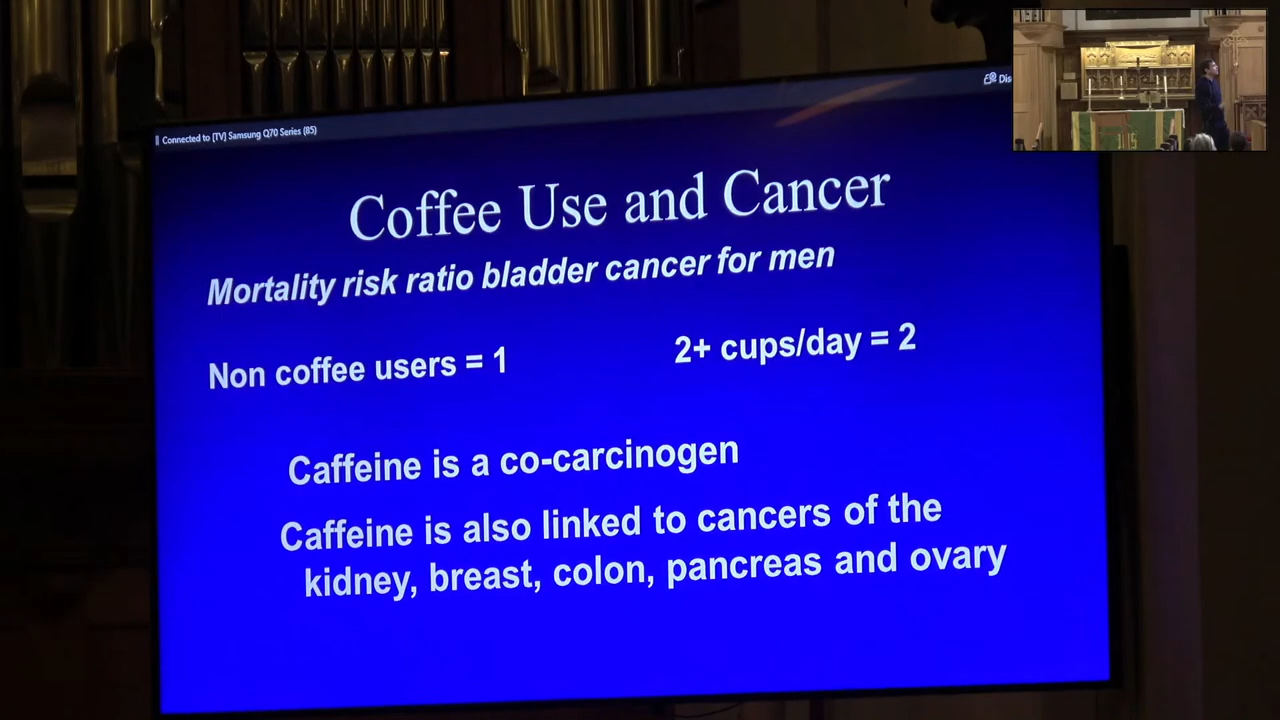 Connected to [TV] Samsung Q70 Series (85)
Coffee Use and Cancer
Mortality risk ratio bladder cancer for men
Non coffee users = 1
2+ cups/day = 2
Caffeine is a co-carcinogen
Caffeine is also linked to cancers of the
kidney, breast, colon, pancreas and ovary